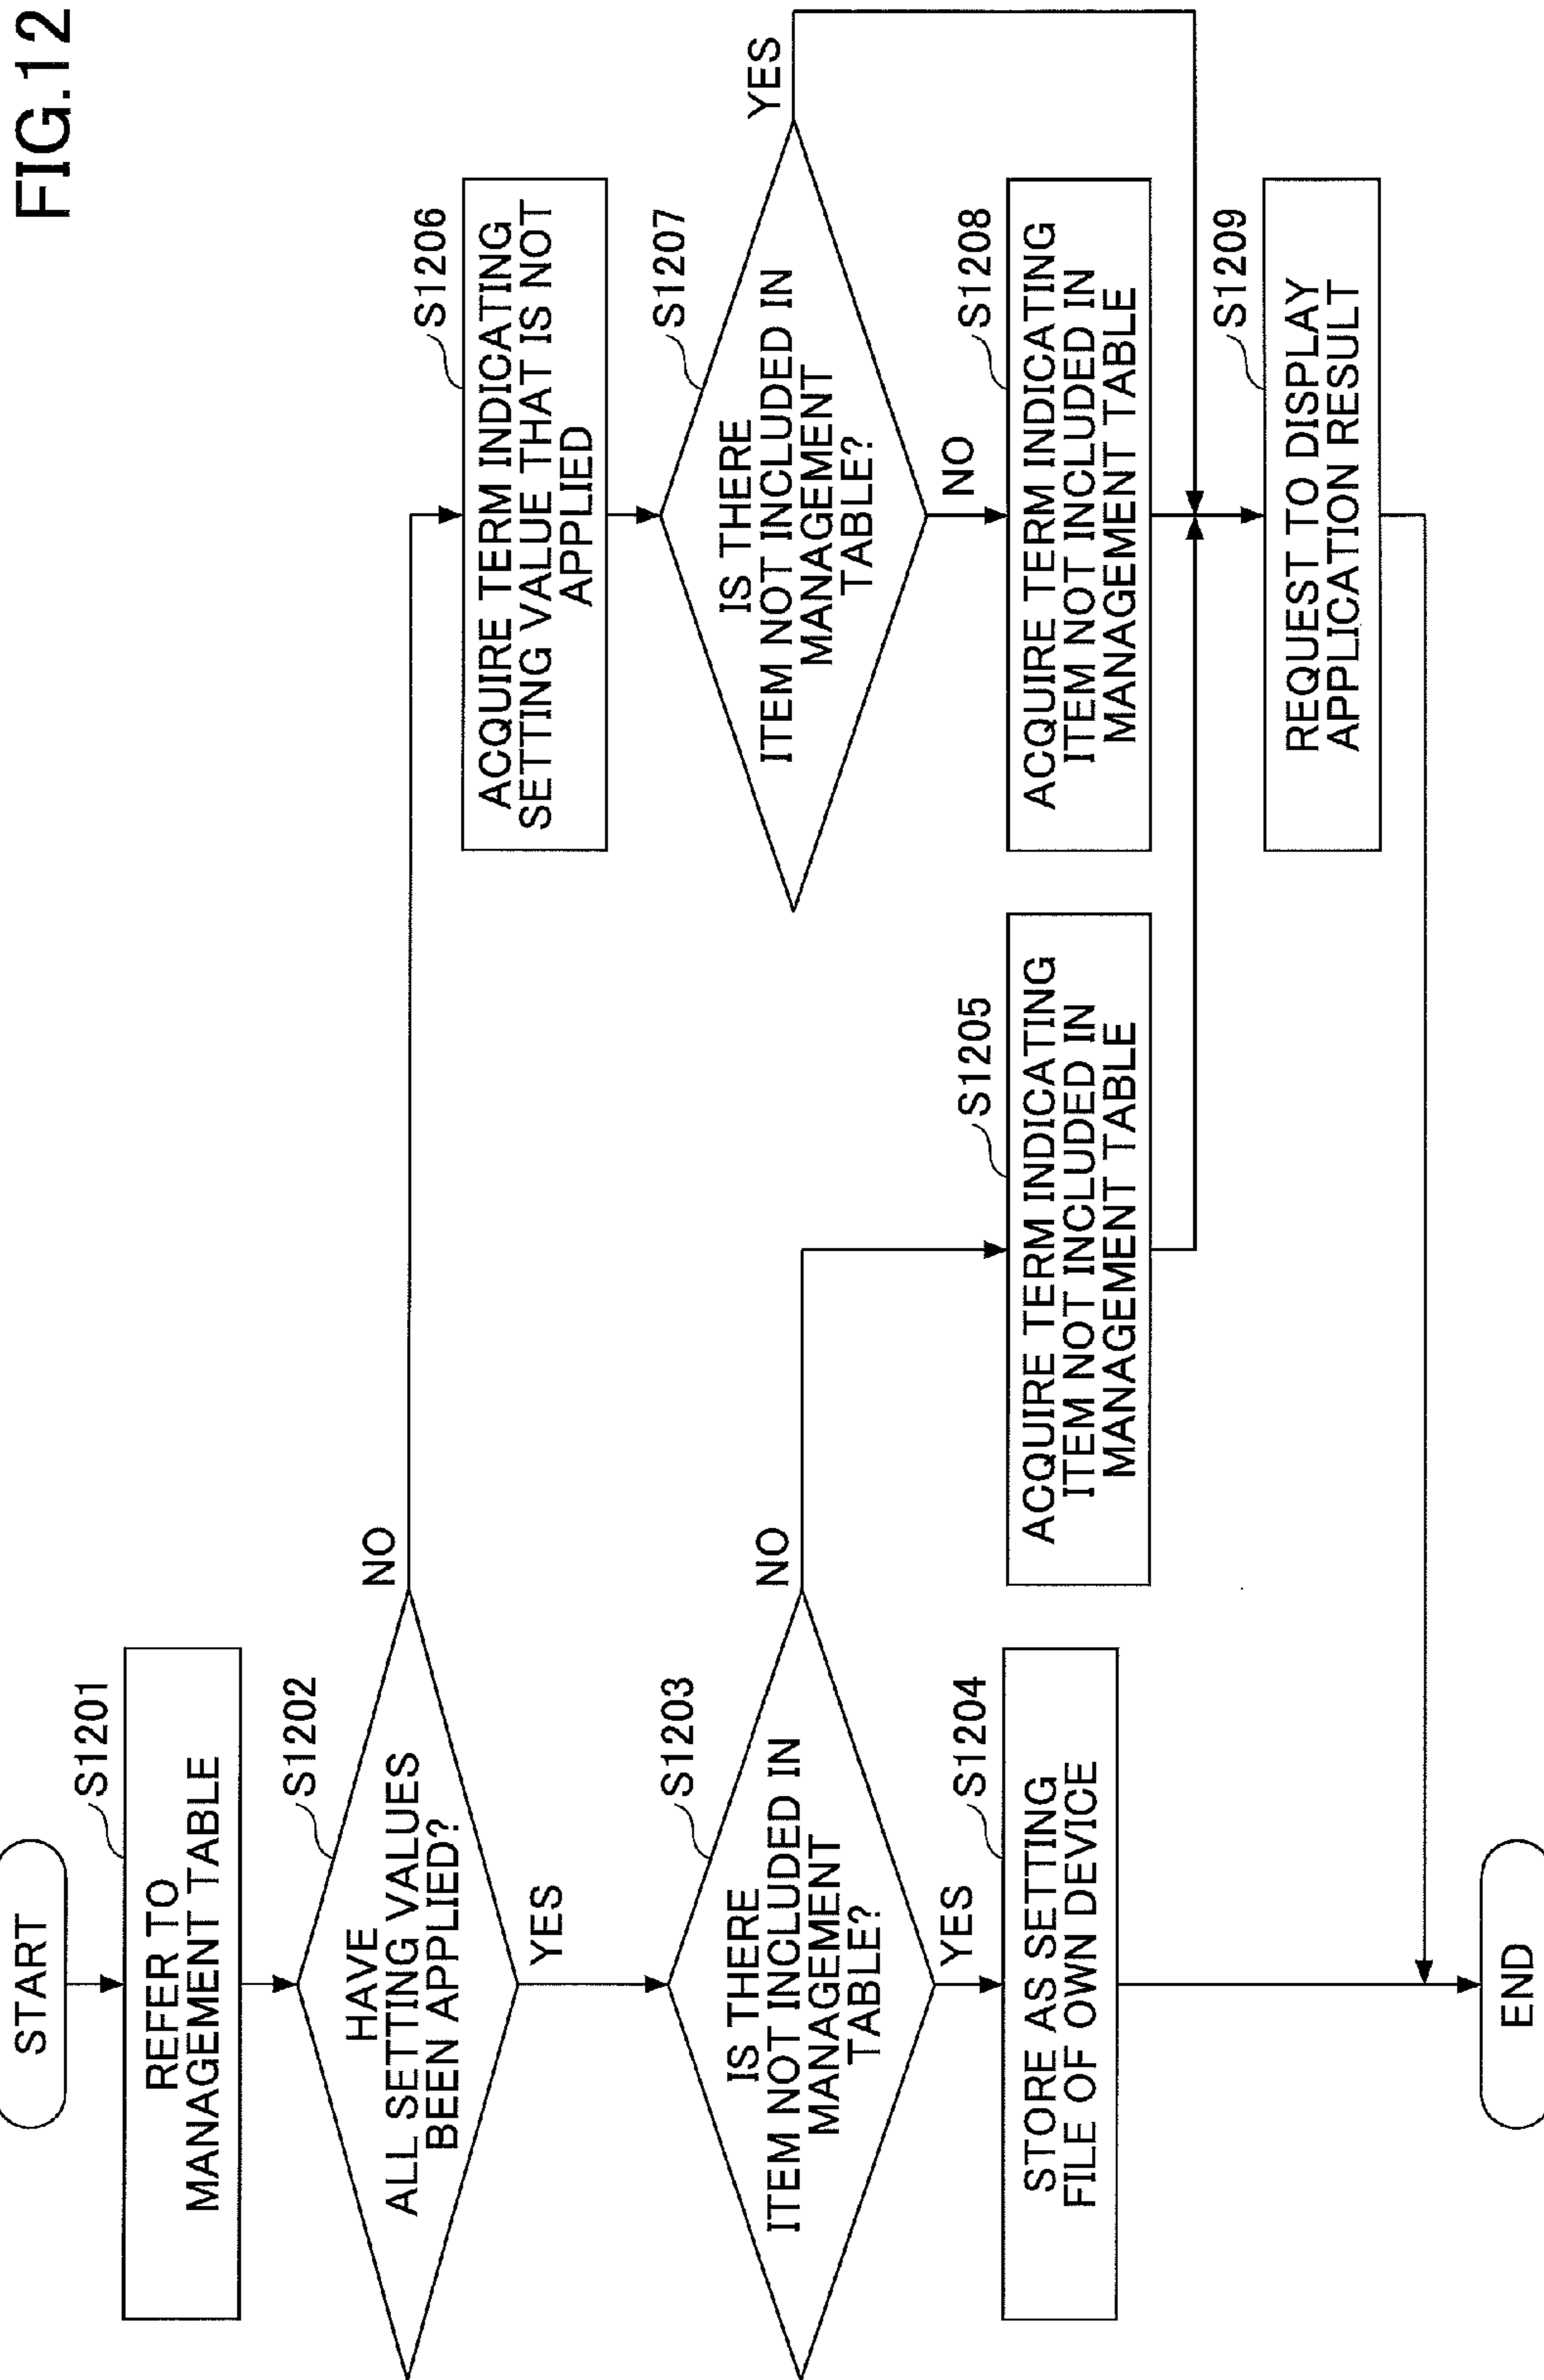 FIG.12
START
S1201
REFER TO
MANAGEMENT TABLE
S1202
HAVE
ALL SETTING VALUES
BEEN APPLIED?
NO
YES
S1203
IS THERE
ITEM NOT INCLUDED IN
MANAGEMENT
TABLE?
NO
YES
S1204
STORE AS SETTING
FILE OF OWN DEVICE
S1205
ACQUIRE TERM INDICATING
ITEM NOT INCLUDED IN
MANAGEMENT TABLE
S1206
ACQUIRE TERM INDICATING
SETTING VALUE THAT IS NOT
APPLIED
S1207
IS THERE
ITEM NOT INCLUDED IN
MANAGEMENT
TABLE?
YES
NO
S1208
ACQUIRE TERM INDICATING
ITEM NOT INCLUDED IN
MANAGEMENT TABLE
S1209
REQUEST TO DISPLAY
APPLICATION RESULT
END